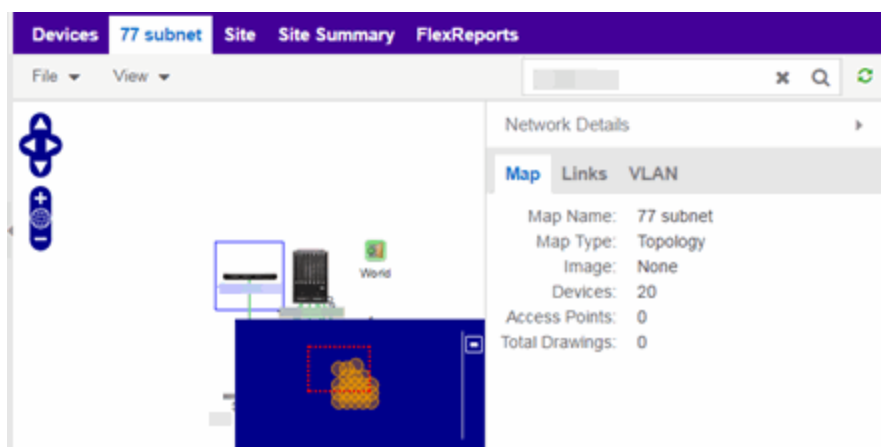 Devices 77 subnet Site Site Summary FlexReports
File View
Network Details
Map Links VLAN
Map Name: 77 subnet
Map Type: Topology
Image: None
Devices: 20
Access Points: 0
Total Drawings: 0
World